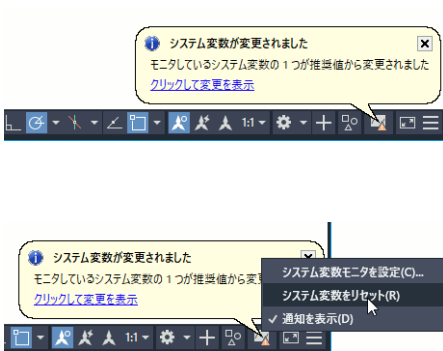 システム変数が変更されました
モニタしているシステム変数の 1 つが推奨値から変更されました
クリックして変更を表示
1:1
システム変数が変更されました
モニタしているシステム変数の 1 つが推奨値から変
クリックして変更を表示
システム変数モニタを設定(C)...
システム変数をリセット(R)
✓ 通知を表示(D)
1:1